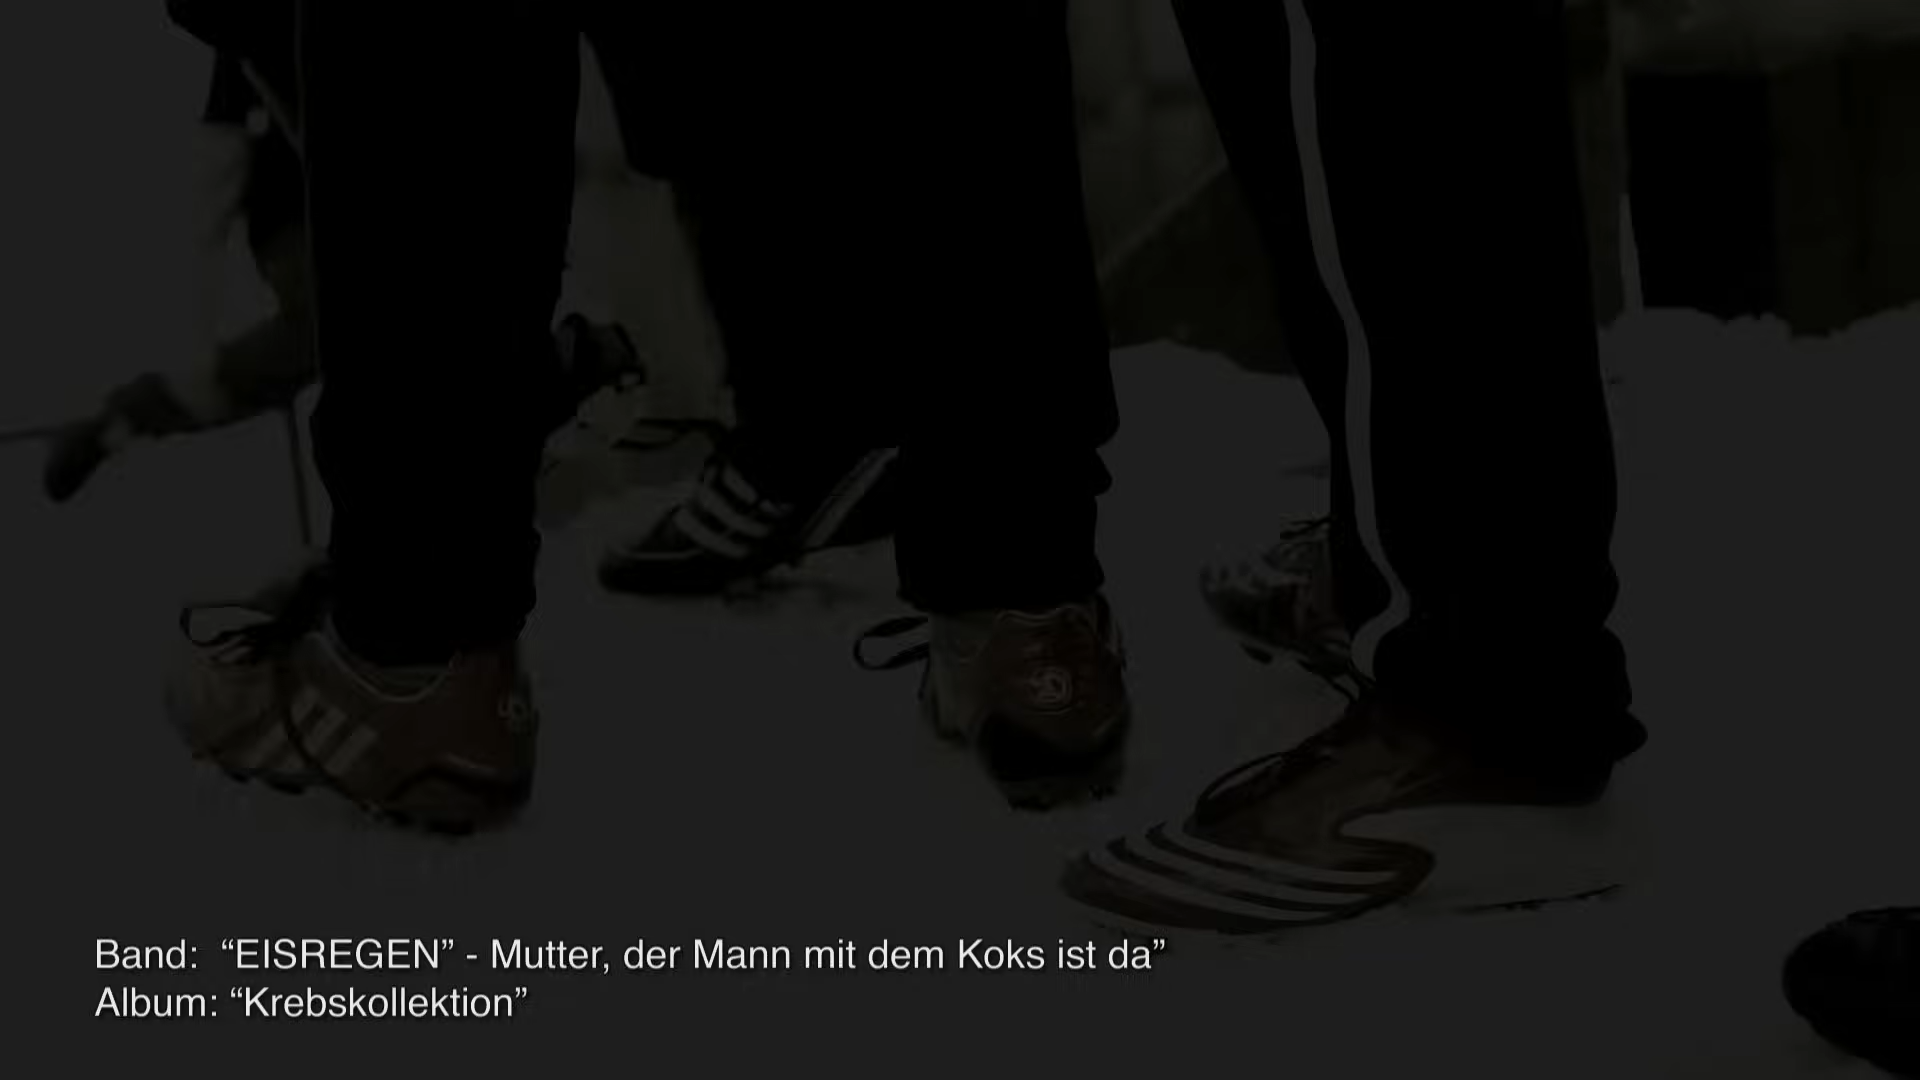 Band:  “EISREGEN” - Mutter, der Mann mit dem Koks ist da”
Album: “Krebskollektion”